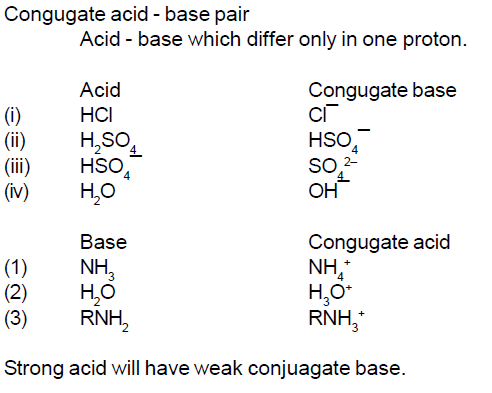 Congugate acid - base pair
Acid - base which differ only in one proton.
Acid Congugate base
(i) HCl Cl⁻
(ii) H₂SO₄ HSO₄⁻
(iii) HSO₄⁻ SO₄²⁻
(iv) H₂O OH⁻
Base Congugate acid
(1) NH₃ NH₄⁺
(2) H₂O H₃O⁺
(3) RNH₂ RNH₃⁺
Strong acid will have weak conjuagate base.